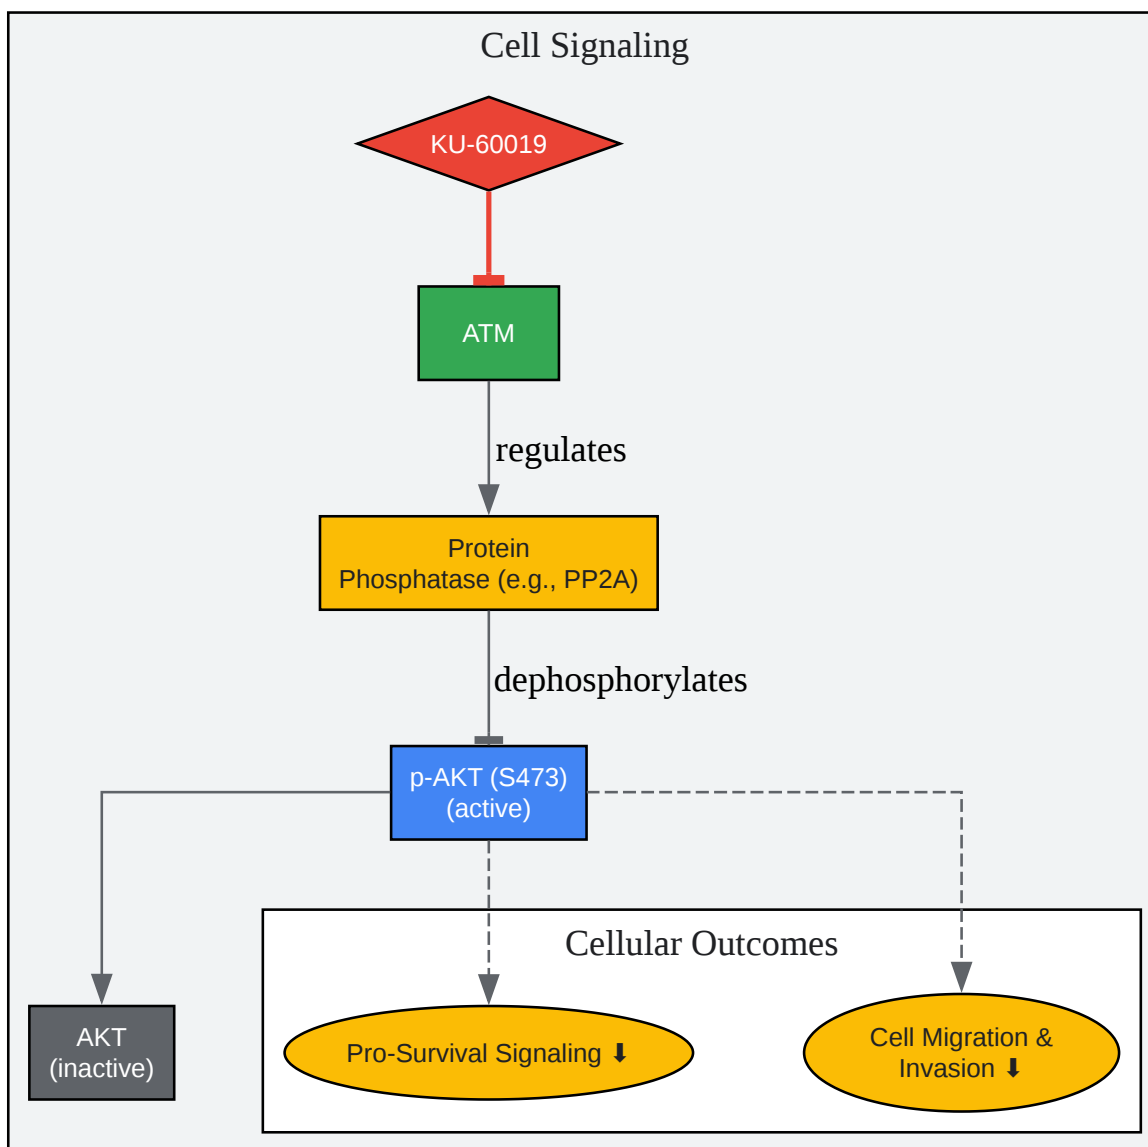 Cell Signaling
KU-60019
ATM
regulates
Protein
Phosphatase (e.g., PP2A)
dephosphorylates
p-AKT (S473)
(active)
Cellular Outcomes
AKT
(inactive)
Pro-Survival Signaling ⬇
Cell Migration &
Invasion ⬇